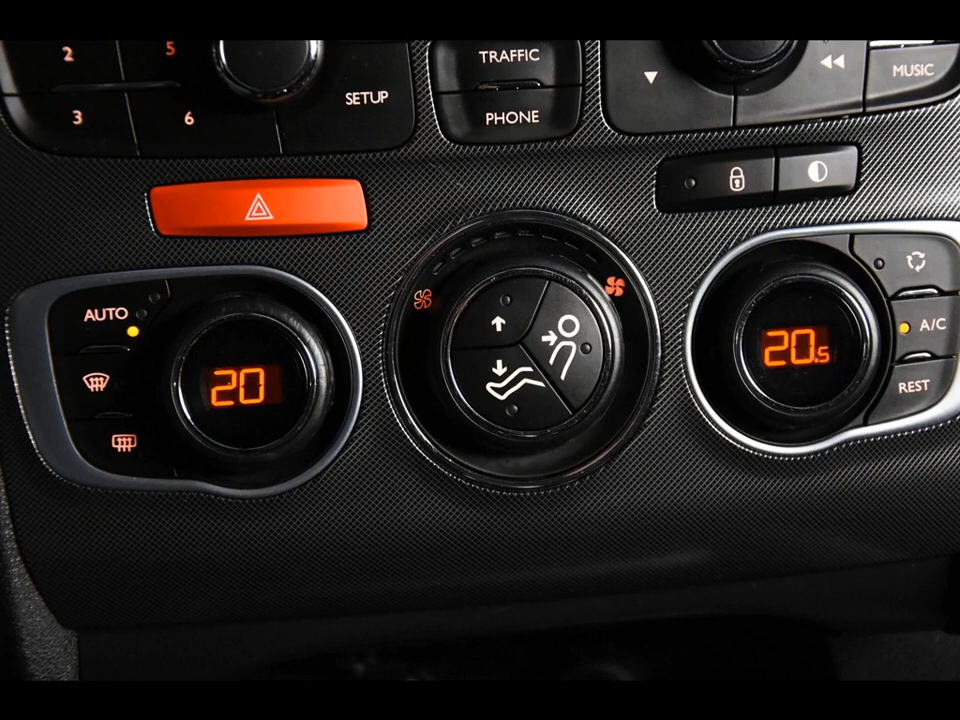 2 5
3 6
SETUP
TRAFFIC
PHONE
MUSIC
AUTO
20
20.5
A/C
REST